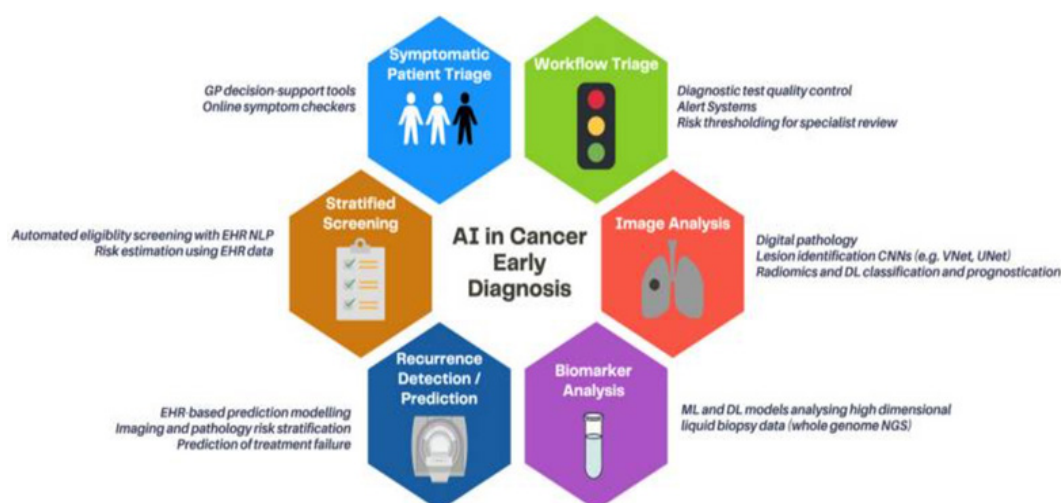 Symptomatic
Patient Triage
GP decision-support tools
Online symptom checkers
Workflow Triage
Diagnostic test quality control
Alert Systems
Risk thresholding for specialist review
Stratified
Screening
Automated eligiblity screening with EHR NLP
Risk estimation using EHR data
AI in Cancer
Early
Diagnosis
Image Analysis
Digital pathology
Lesion identification CNNs (e.g. VNet, UNet)
Radiomics and DL classification and prognostication
Recurrence
Detection /
Prediction
EHR-based prediction modelling
Imaging and pathology risk stratification
Prediction of treatment failure
Biomarker
Analysis
ML and DL models analysing high dimensional
liquid biopsy data (whole genome NGS)